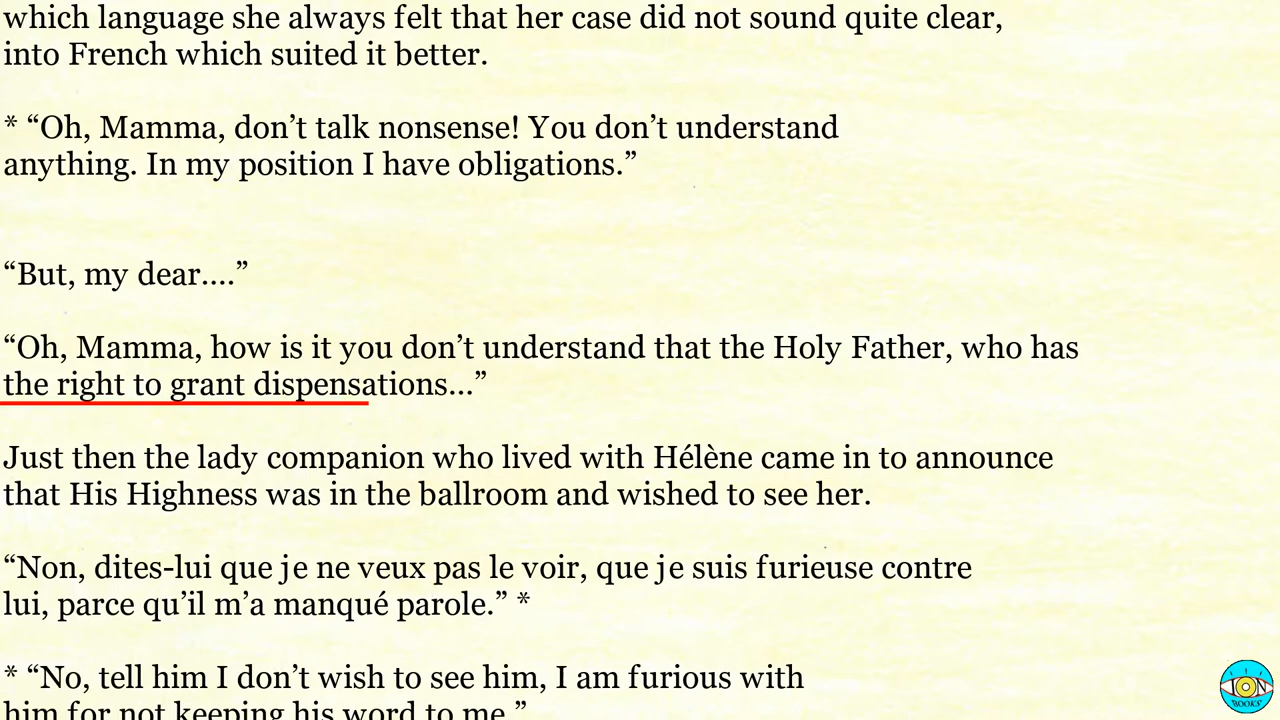 which language she always felt that her case did not sound quite clear,
into French which suited it better.
* “Oh, Mamma, don’t talk nonsense! You don’t understand
anything. In my position I have obligations.”
“But, my dear....”
“Oh, Mamma, how is it you don’t understand that the Holy Father, who has
the right to grant dispensations...”
Just then the lady companion who lived with Hélène came in to announce
that His Highness was in the ballroom and wished to see her.
“Non, dites-lui que je ne veux pas le voir, que je suis furieuse contre
lui, parce qu’il m’a manqué parole.” *
* “No, tell him I don’t wish to see him, I am furious with
him for not keeping his word to me.”
ION
BOOKS